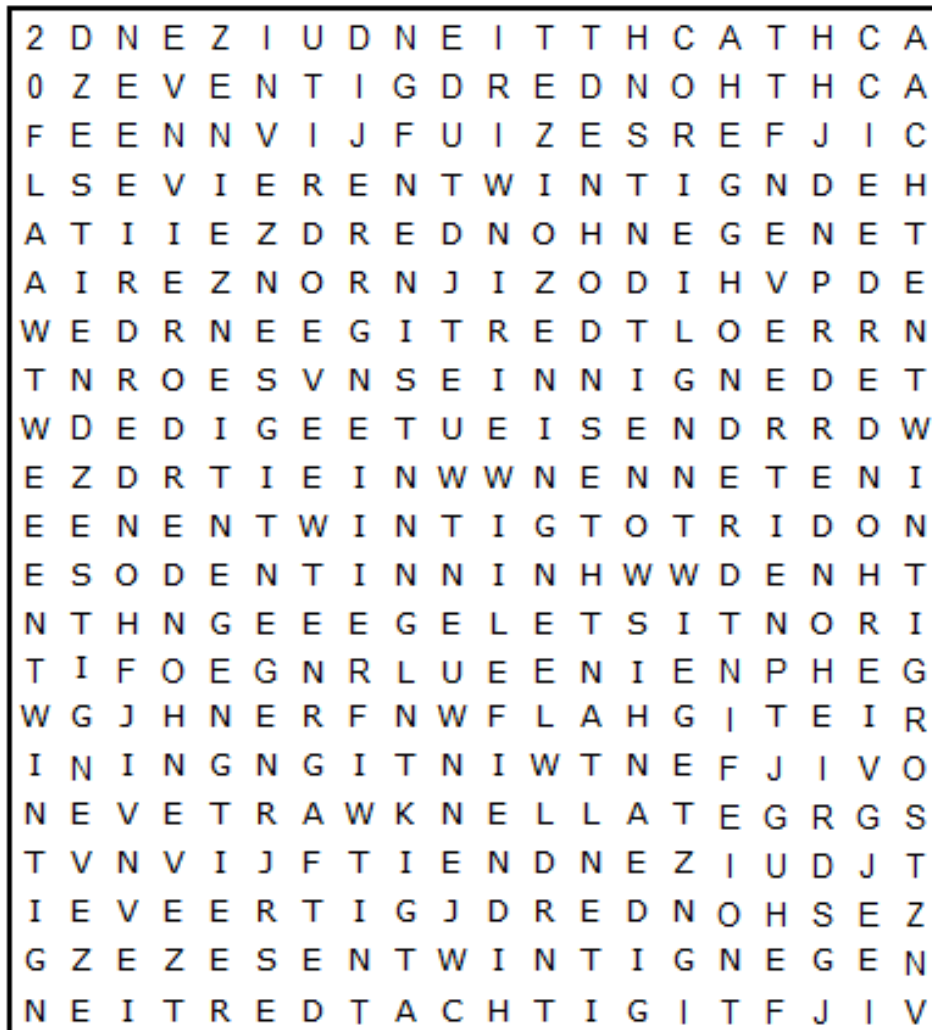 2 D N E Z I U D N E I T T H C A T H C A
0 Z E V E N T I G D R E D N O H T H C A
F E E N N V I J F U I Z E S R E F J I C
L S E V I E R E N T W I N T I G N D E H
A T I I E Z D R E D N O H N E G E N E T
A I R E Z N O R N J I Z O D I H V P D E
W E D R N E E G I T R E D T L O E R R N
T N R O E S V N S E I N N I G N E D E T
W D E D I G E E T U E I S E N D R R D W
E Z D R T I E I N W W N E N N E T E N I
E E N E N T W I N T I G T O T R I D O N
E S O D E N T I N N I N H W W D E N H T
N T H N G E E E G E L E T S I T N O R I
T I F O E G N R L U E E N I E N P H E G
W G J H N E R F N W F L A H G I T E I R
I N I N G N G I T N I W T N E F J I V O
N E V E T R A W K N E L L A T E G R G S
T V N V I J F T I E N D N E Z I U D J T
I E V E E R T I G J D R E D N O H S E Z
G Z E Z E S E N T W I N T I G N E G E N
N E I T R E D T A C H T I G I T F J I V